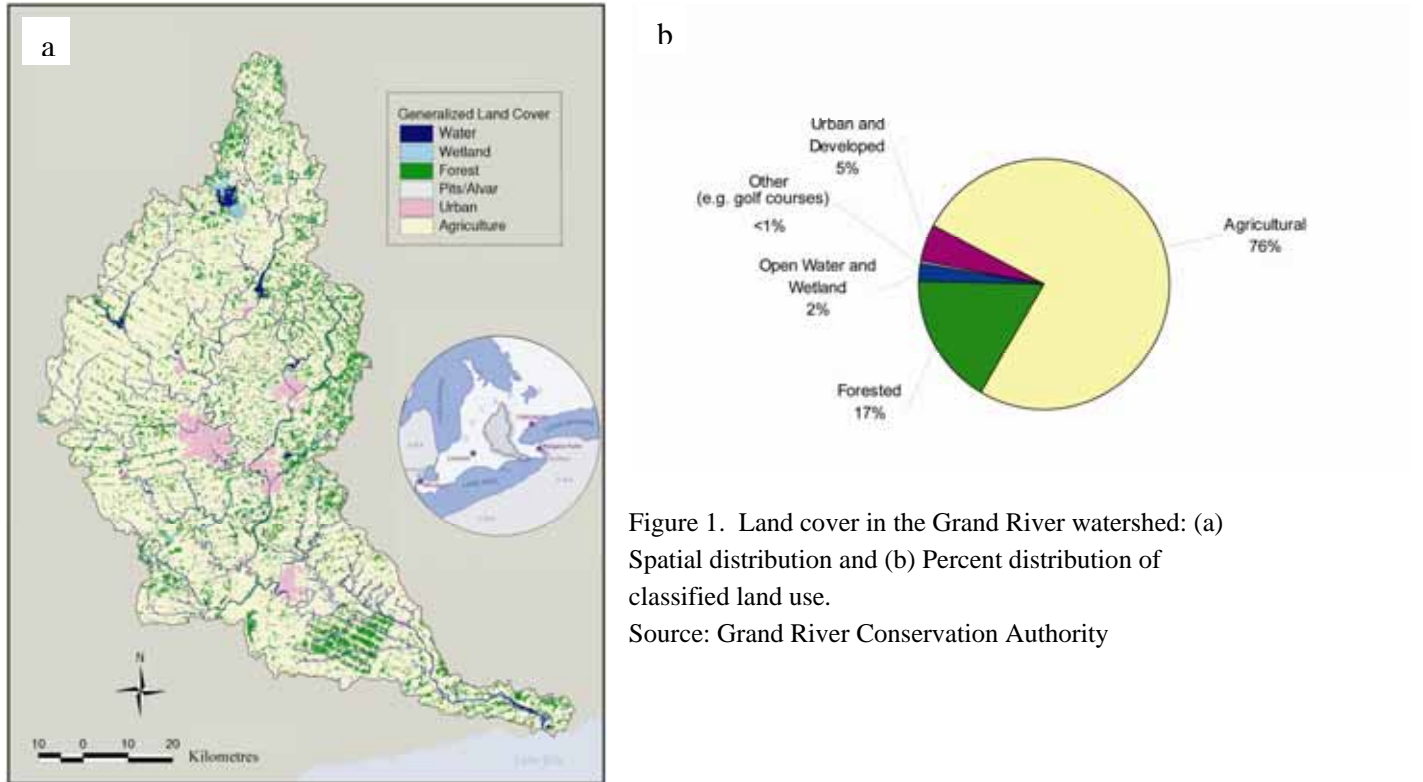 a
Generalized Land Cover
Water
Wetland
Forest
Pits/Alvar
Urban
Agriculture
N
10 0 10 20 Kilometres
b
Urban and
Developed
5%
Other
(e.g. golf courses)
<1%
Open Water and
Wetland
2%
Forested
17%
Agricultural
76%
Figure 1. Land cover in the Grand River watershed: (a)
Spatial distribution and (b) Percent distribution of
classified land use.
Source: Grand River Conservation Authority